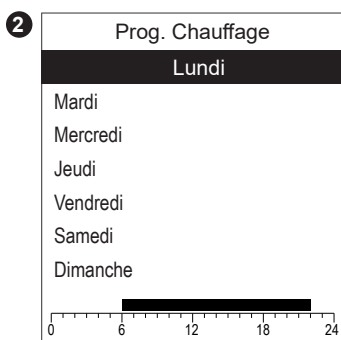 2
Prog. Chauffage
Lundi
Mardi
Mercredi
Jeudi
Vendredi
Samedi
Dimanche
0 6 12 18 24